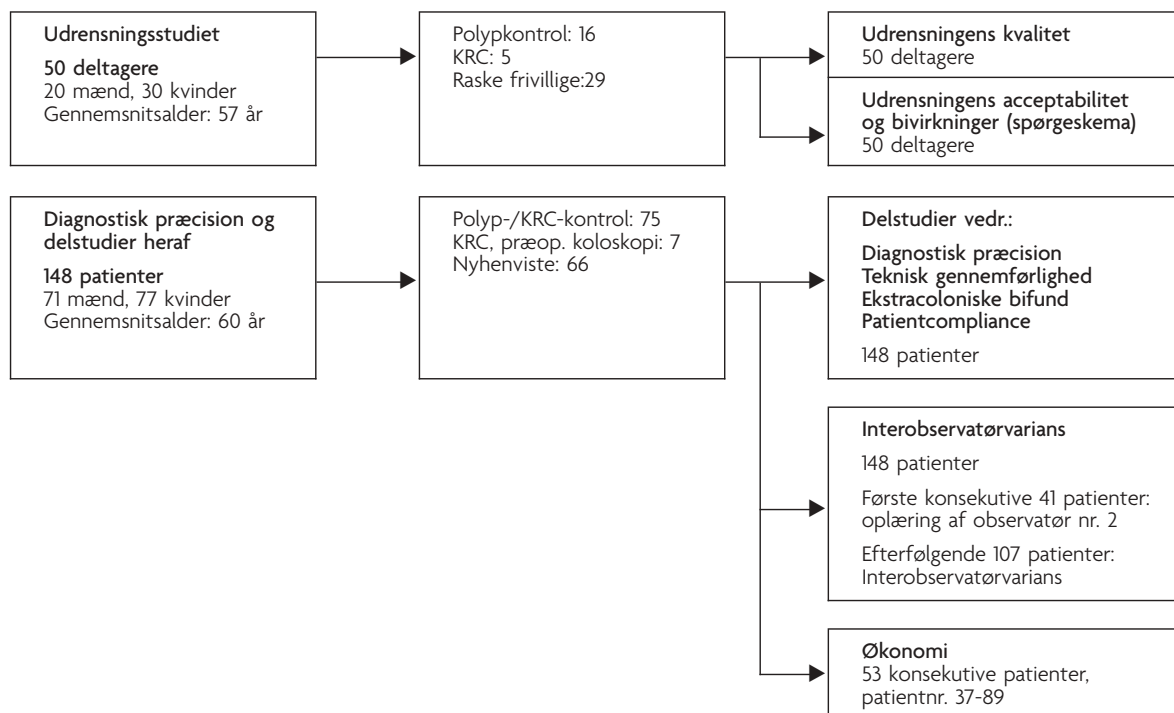 Udrensningsstudiet
50 deltagere
20 mænd, 30 kvinder
Gennemsnitsalder: 57 år
Polypkontrol: 16
KRC: 5
Raske frivillige:29
Udrensningens kvalitet
50 deltagere
Udrensningens acceptabilitet
og bivirkninger (spørgeskema)
50 deltagere
Diagnostisk præcision og
delstudier heraf
148 patienter
71 mænd, 77 kvinder
Gennemsnitsalder: 60 år
Polyp-/KRC-kontrol: 75
KRC, præop. koloskopi: 7
Nyhenviste: 66
Delstudier vedr.:
Diagnostisk præcision
Teknisk gennemførlighed
Ekstracoloniske bifund
Patientcompliance
148 patienter
Interobservatørvarians
148 patienter
Første konsekutive 41 patienter:
oplæring af observatør nr. 2
Efterfølgende 107 patienter:
Interobservatørvarians
Økonomi
53 konsekutive patienter,
patientnr. 37-89